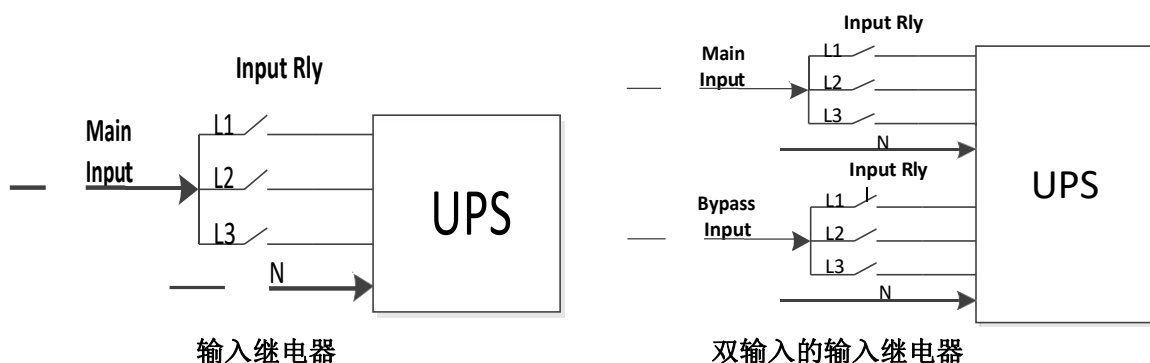 Input Rly
Main
Input
L1
L2
L3
N
UPS
输入继电器
Input Rly
Main
Input
L1
L2
L3
N
Input Rly
Bypass
Input
L1
L2
L3
N
UPS
双输入的输入继电器